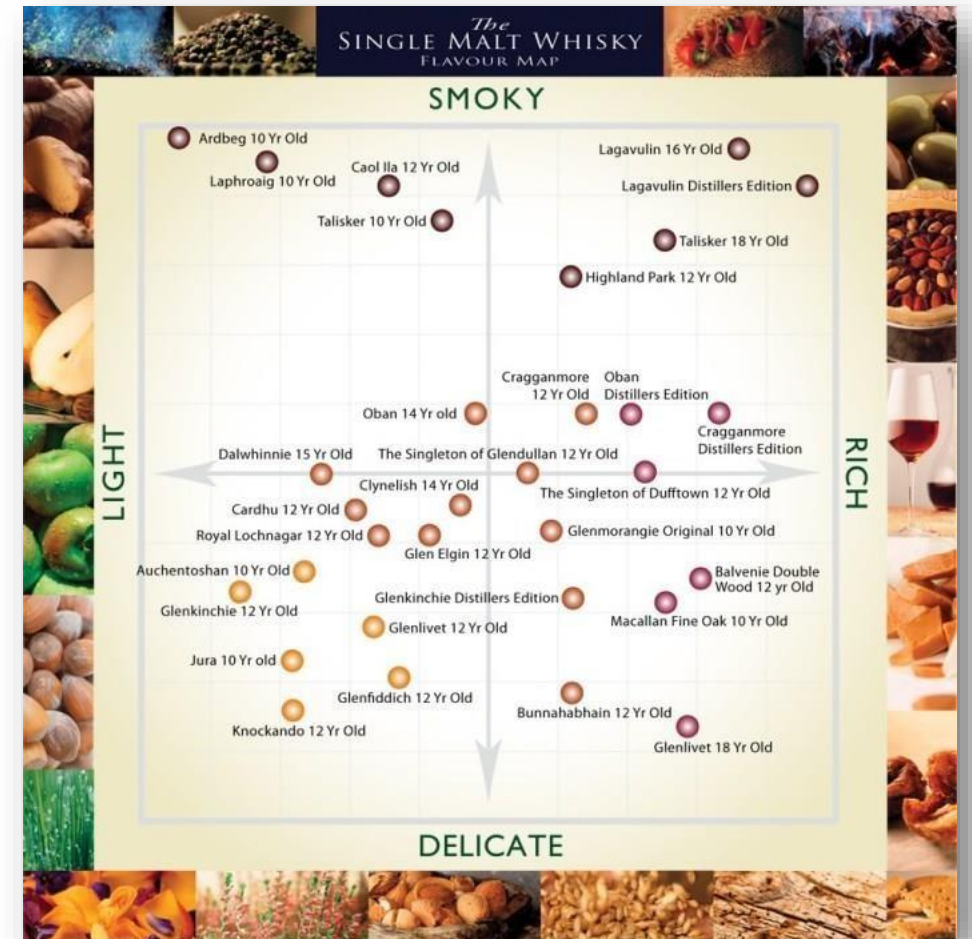 The
SINGLE MALT WHISKY
FLAVOUR MAP
SMOKY
Ardbeg 10 Yr Old
Laphroaig 10 Yr Old
Caol Ila 12 Yr Old
Talisker 10 Yr Old
Lagavulin 16 Yr Old
Lagavulin Distillers Edition
Talisker 18 Yr Old
Highland Park 12 Yr Old
Cragganmore
12 Yr Old
Oban
Distillers Edition
Oban 14 Yr old
Cragganmore
Distillers Edition
LIGHT
RICH
Dalwhinnie 15 Yr Old
The Singleton of Glendullan 12 Yr Old
The Singleton of Dufftown 12 Yr Old
Clynelish 14 Yr Old
Cardhu 12 Yr Old
Royal Lochnagar 12 Yr Old
Glen Elgin 12 Yr Old
Glenmorangie Original 10 Yr Old
Auchentoshan 10 Yr Old
Glenkinchie 12 Yr Old
Glenkinchie Distillers Edition
Balvenie Double
Wood 12 yr Old
Macallan Fine Oak 10 Yr Old
Glenlivet 12 Yr Old
Jura 10 Yr old
Glenfiddich 12 Yr Old
Knockando 12 Yr Old
Bunnahabhain 12 Yr Old
Glenlivet 18 Yr Old
DELICATE